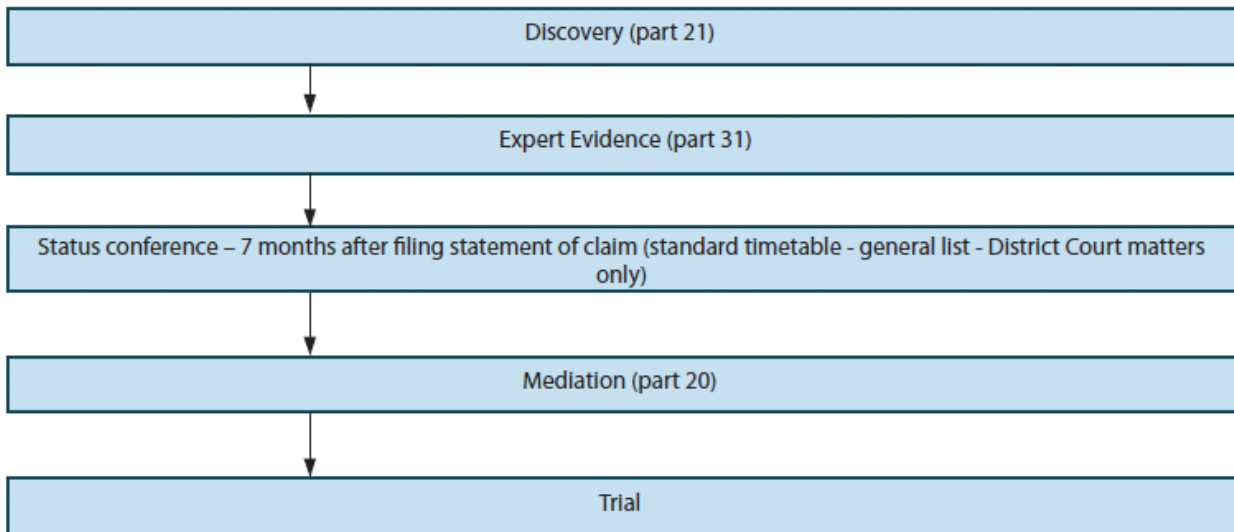 Discovery (part 21)
Expert Evidence (part 31)
Status conference – 7 months after filing statement of claim (standard timetable - general list - District Court matters
only)
Mediation (part 20)
Trial